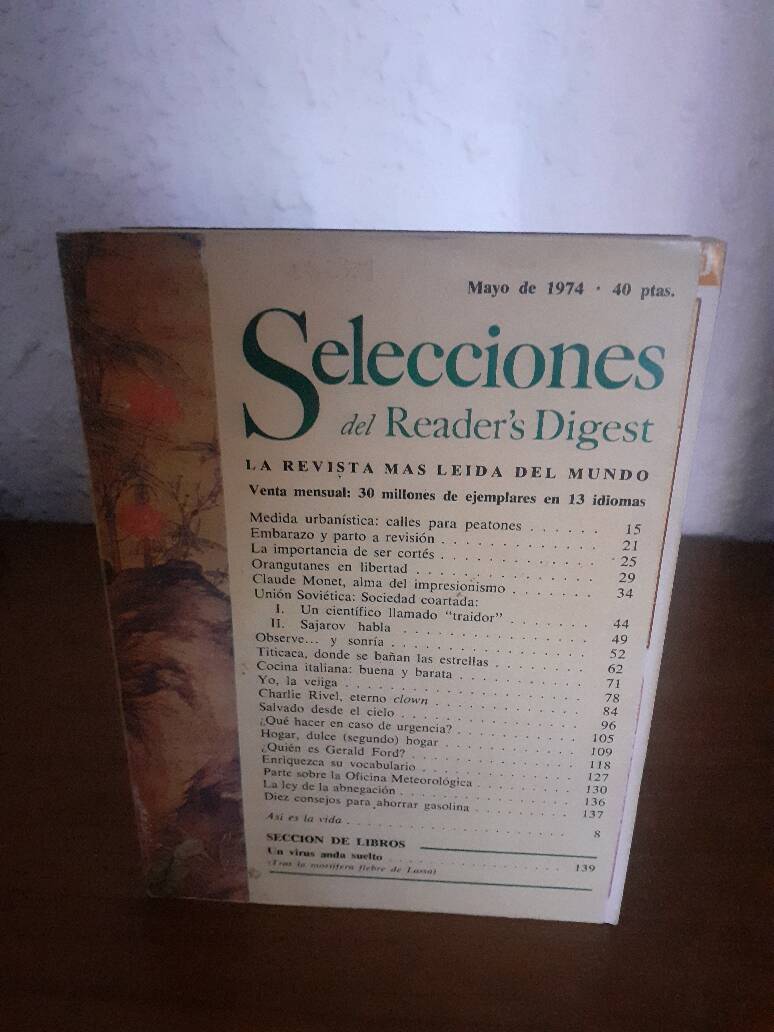 Mayo de 1974 · 40 ptas.
Selecciones
del Reader's Digest
LA REVISTA MAS LEIDA DEL MUNDO
Venta mensual: 30 millones de ejemplares en 13 idiomas
Medida urbanística: calles para peatones . . . . . . 15
Embarazo y parto a revisión . . . . . . . . . . . . . 21
La importancia de ser cortés . . . . . . . . . . . . . 25
Orangutanes en libertad . . . . . . . . . . . . . . 29
Claude Monet, alma del impresionismo . . . . . . . 34
Unión Soviética: Sociedad coartada:
I. Un científico llamado "traidor" . . . . . . . 44
II. Sajarov habla . . . . . . . . . . . . . . 49
Observe... y sonría . . . . . . . . . . . . . . . 52
Titicaca, donde se bañan las estrellas . . . . . . . . 62
Cocina italiana: buena y barata . . . . . . . . . . 71
Yo, la vejiga . . . . . . . . . . . . . . . . . 78
Charlie Rivel, eterno clown . . . . . . . . . . . 84
Salvado desde el cielo . . . . . . . . . . . . . 96
¿Qué hacer en caso de urgencia? . . . . . . . . . 105
Hogar, dulce (segundo) hogar . . . . . . . . . . 109
¿Quién es Gerald Ford? . . . . . . . . . . . . . 118
Enriquezca su vocabulario . . . . . . . . . . . . 127
Parte sobre la Oficina Meteorológica . . . . . . . . 130
La ley de la abnegación . . . . . . . . . . . . . 136
Diez consejos para ahorrar gasolina . . . . . . . . 137
Así es la vida . . . . . . . . . . . . . . . . . 8
SECCION DE LIBROS
Un virus anda suelto . . . . . . . . . . . . . . 139
(Tras la mortífera fiebre de Lassa)